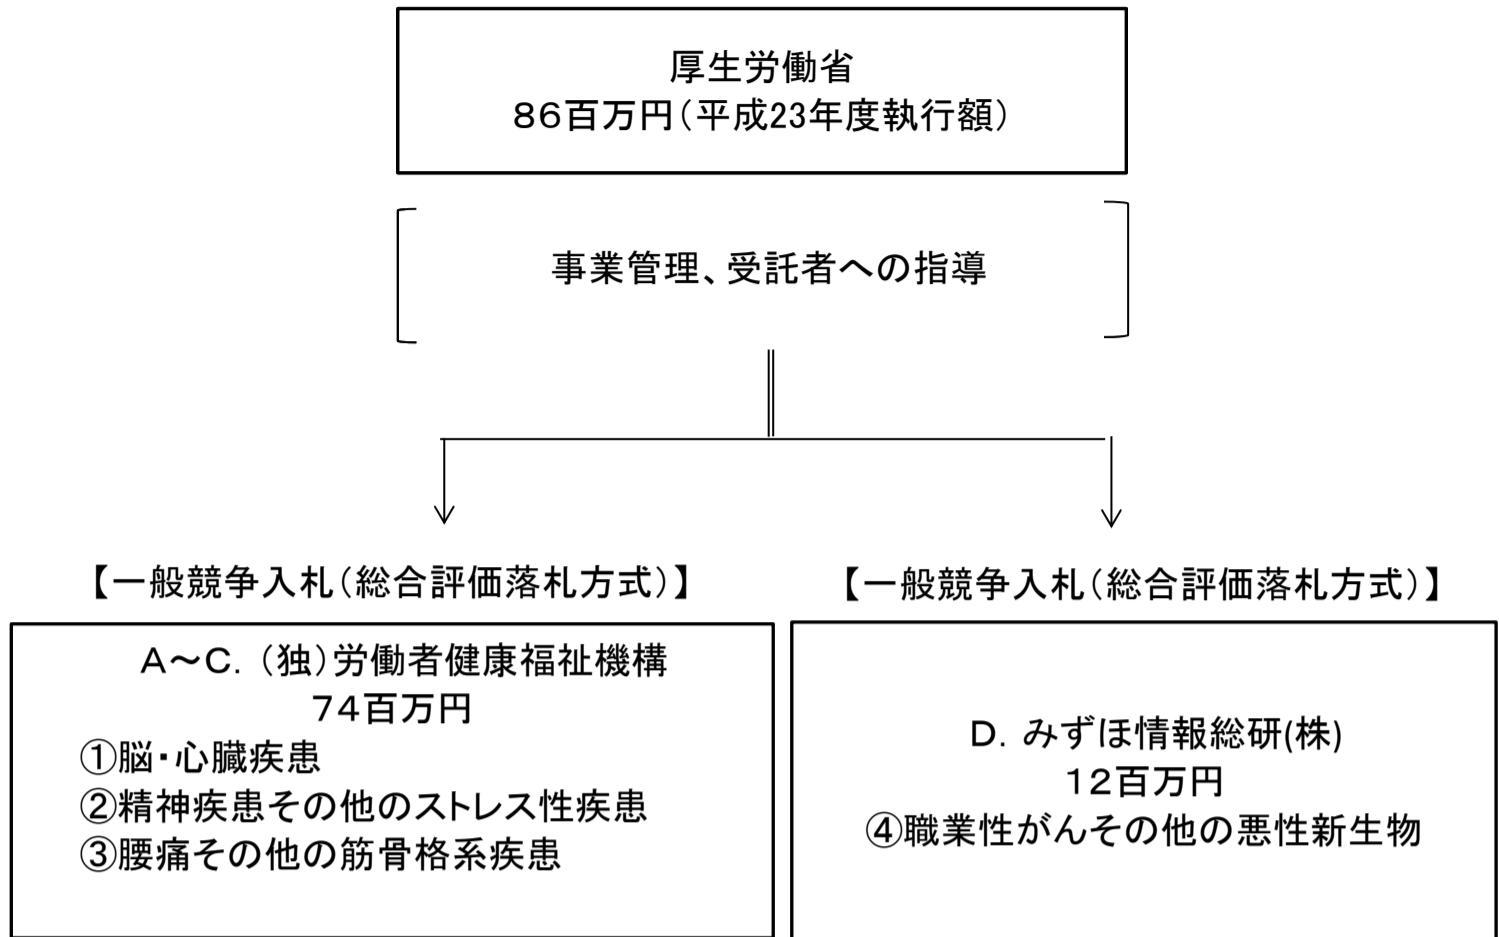 厚生労働省
８６百万円（平成23年度執行額）
事業管理、受託者への指導
【一般競争入札（総合評価落札方式）】
Ａ～Ｃ．（独）労働者健康福祉機構
７４百万円
①脳・心臓疾患
②精神疾患その他のストレス性疾患
③腰痛その他の筋骨格系疾患
【一般競争入札（総合評価落札方式）】
Ｄ．みずほ情報総研(株)
１２百万円
④職業性がんその他の悪性新生物